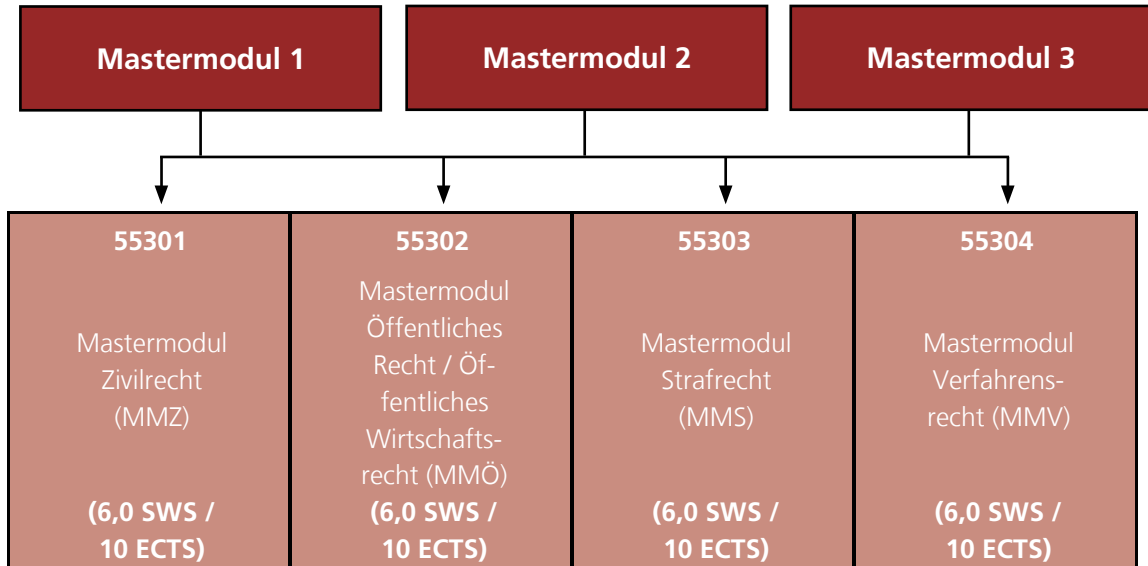 Mastermodul 1
Mastermodul 2
Mastermodul 3
55301
Mastermodul
Zivilrecht
(MMZ)
(6,0 SWS /
10 ECTS)
55302
Mastermodul
Öffentliches
Recht / Öf-
fentliches
Wirtschafts-
recht (MMÖ)
(6,0 SWS /
10 ECTS)
55303
Mastermodul
Strafrecht
(MMS)
(6,0 SWS /
10 ECTS)
55304
Mastermodul
Verfahrens-
recht (MMV)
(6,0 SWS /
10 ECTS)